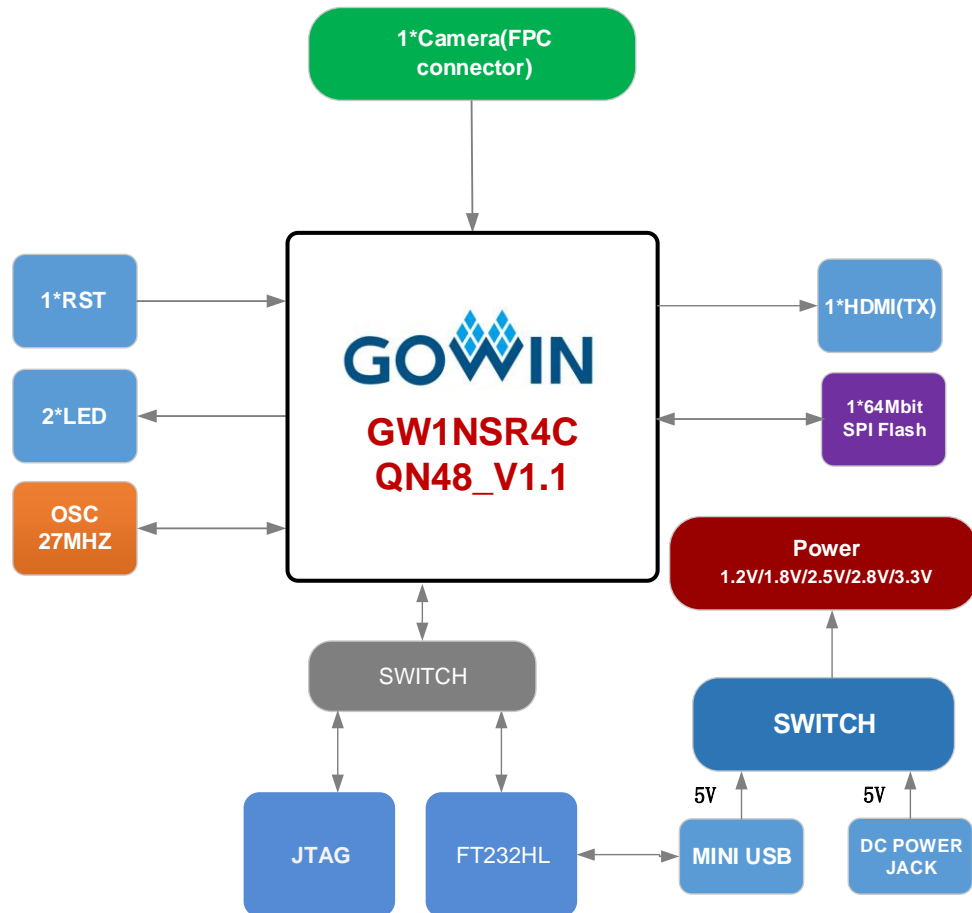 1*Camera(FPC
connector)
1*RST
1*HDMI(TX)
GOWIN
2*LED
1*64Mbit
SPI Flash
GW1NSR4C
QN48_V1.1
OSC
27MHZ
Power
1.2V/1.8V/2.5V/2.8V/3.3V
SWITCH
SWITCH
5V
5V
JTAG
FT232HL
MINI USB
DC POWER
JACK